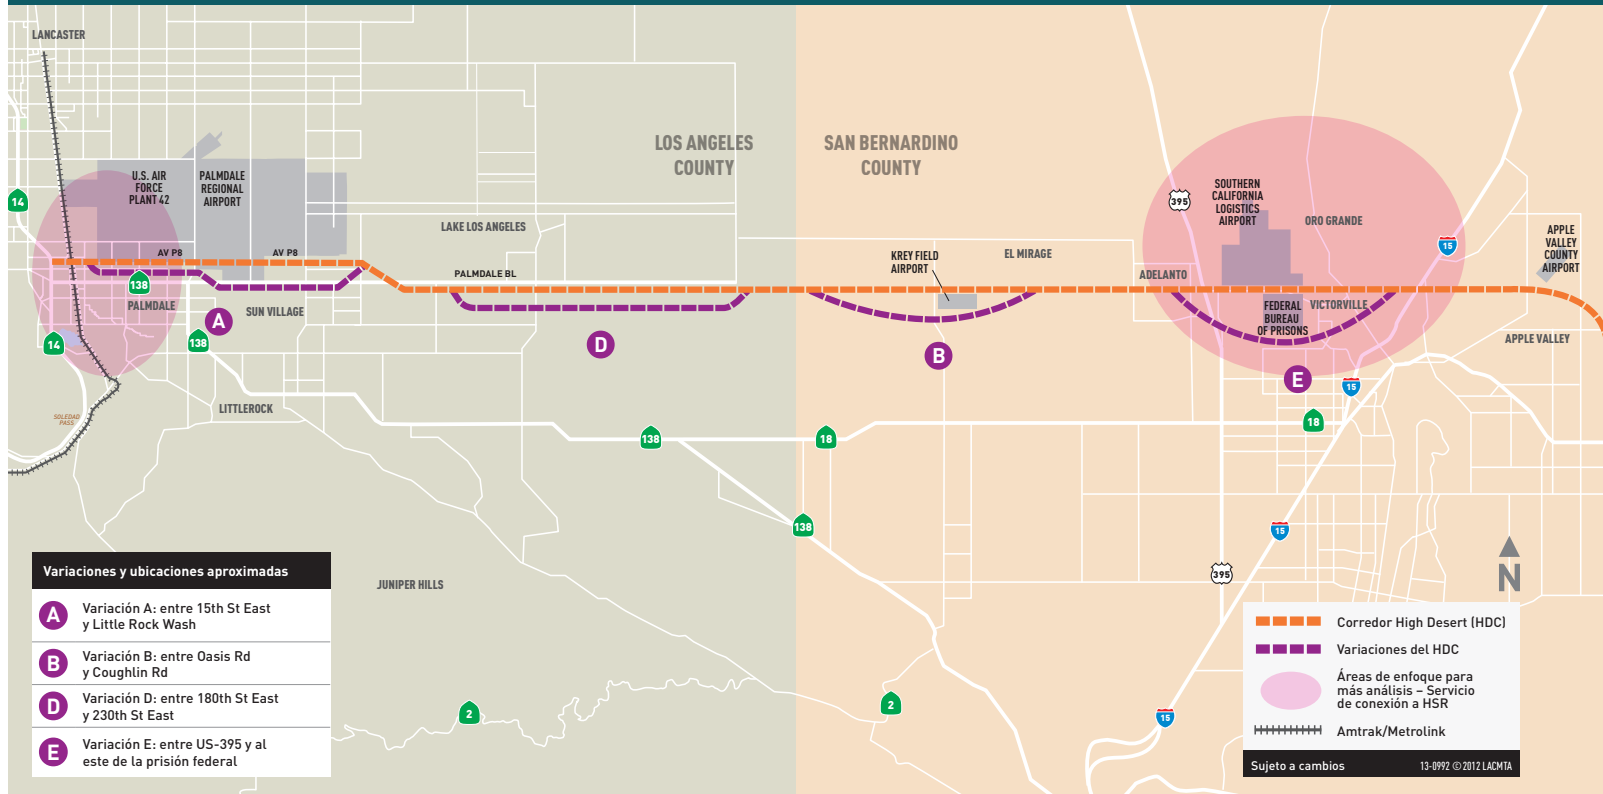 LANCASTER
LOS ANGELES
COUNTY
SAN BERNARDINO
COUNTY
U.S. AIR
FORCE
PLANT 42
PALMDALE
REGIONAL
AIRPORT
14
395
SOUTHERN
CALIFORNIA
LOGISTICS
AIRPORT
ORO GRANDE
15
APPLE
VALLEY
COUNTY
AIRPORT
LAKE LOS ANGELES
AV P8
AV P8
KREY FIELD
AIRPORT
EL MIRAGE
ADELANTO
PALMDALE BL
138
PALMDALE
SUN VILLAGE
A
138
14
D
B
FEDERAL
BUREAU
OF PRISONS
VICTORVILLE
APPLE VALLEY
E
15
LITTLEROCK
SOLEDAD
PASS
138
18
18
138
15
395
JUNIPER HILLS
N
2
2
15
Variaciones y ubicaciones aproximadas
A
Variación A: entre 15th St East
y Little Rock Wash
B
Variación B: entre Oasis Rd
y Coughlin Rd
D
Variación D: entre 180th St East
y 230th St East
E
Variación E: entre US-395 y al
este de la prisión federal
Corredor High Desert (HDC)
Variaciones del HDC
Áreas de enfoque para
más análisis – Servicio
de conexión a HSR
Amtrak/Metrolink
Sujeto a cambios
13-0992 © 2012 LACMTA